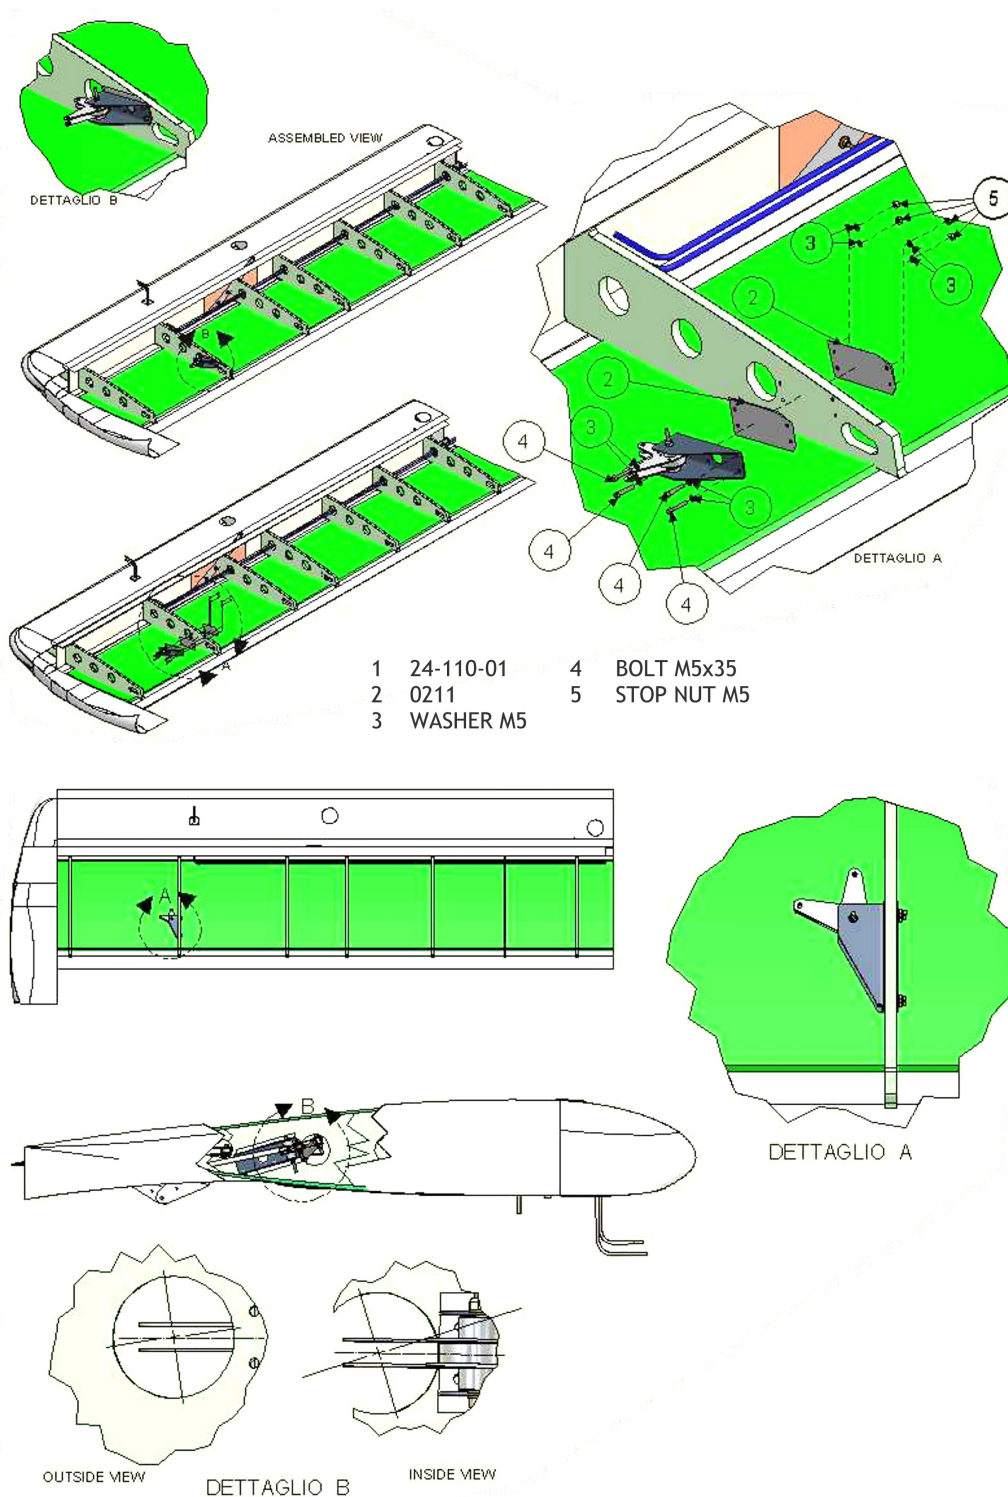 DETTAGLIO B
ASSEMBLED VIEW
5
3
3
2
2
3
4
3
4
4
4
DETTAGLIO A
B
A
1 24-110-01 4 BOLT M5x35
2 0211 5 STOP NUT M5
3 WASHER M5
A
DETTAGLIO A
B
OUTSIDE VIEW
DETTAGLIO B
INSIDE VIEW